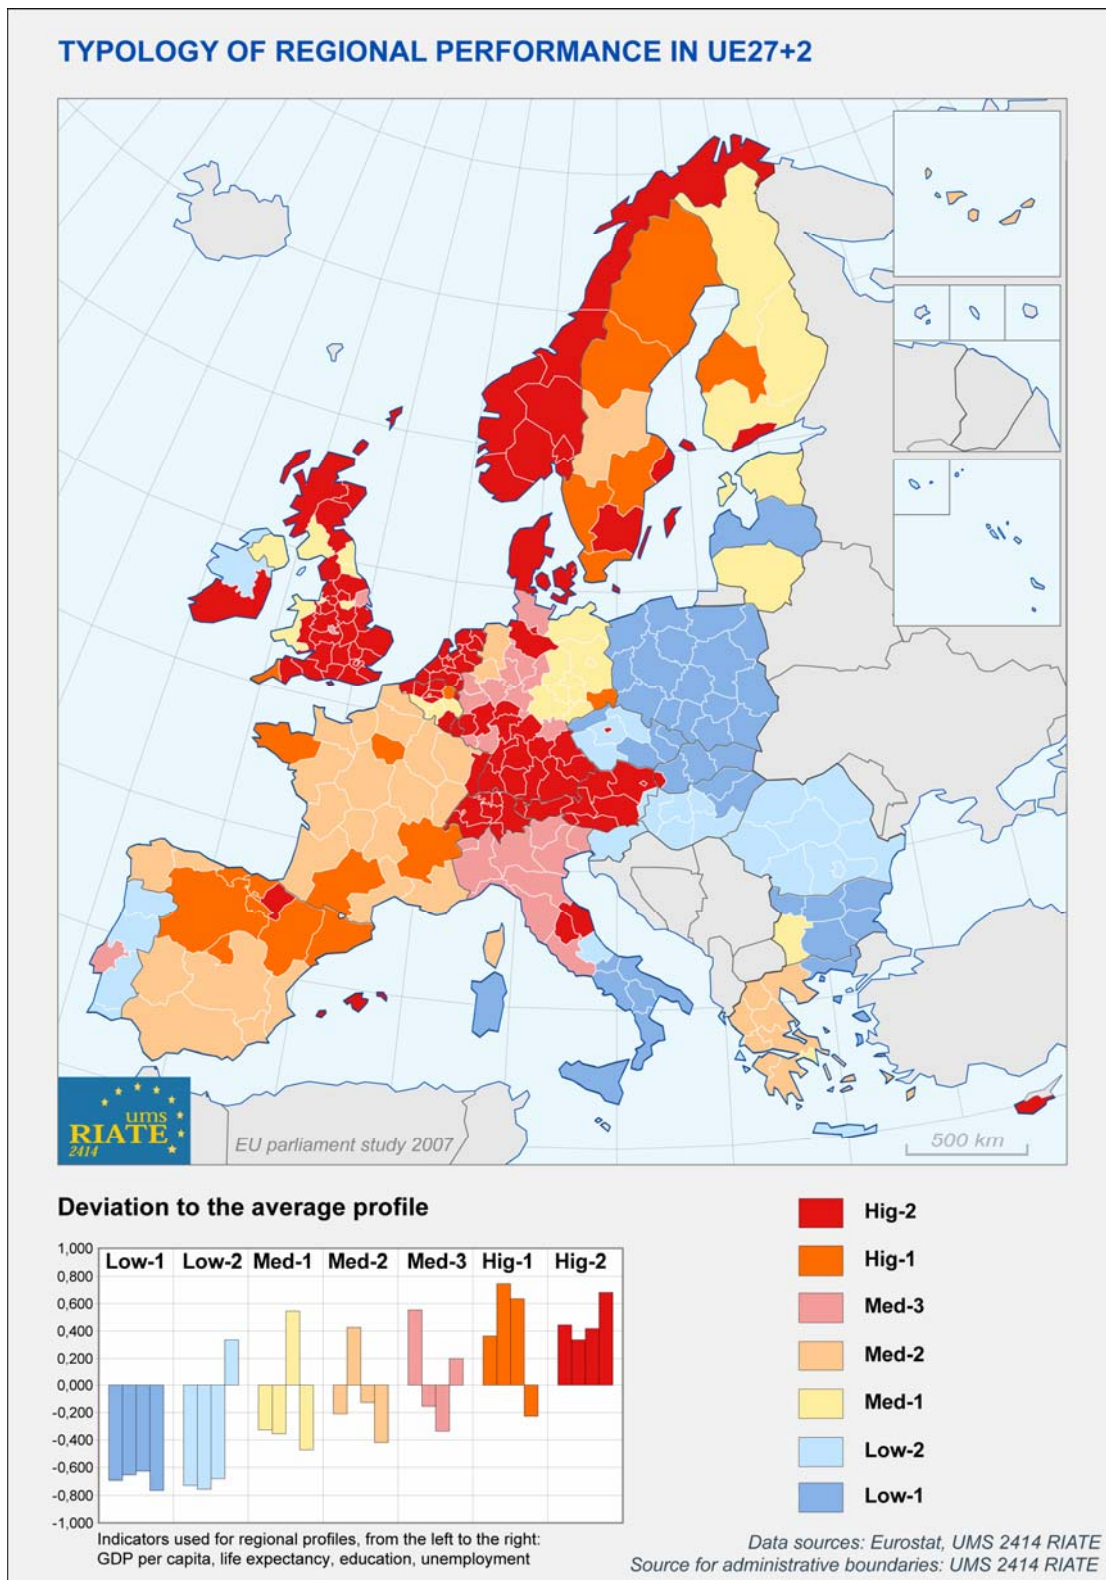 TYPOLOGY OF REGIONAL PERFORMANCE IN UE27+2
ums
RIATE
2414
EU parliament study 2007
500 km
Deviation to the average profile
1,000
0,800
0,600
0,400
0,200
0,000
-0,200
-0,400
-0,600
-0,800
-1,000
Low-1 Low-2 Med-1 Med-2 Med-3 Hig-1 Hig-2
Indicators used for regional profiles, from the left to the right:
GDP per capita, life expectancy, education, unemployment
Hig-2
Hig-1
Med-3
Med-2
Med-1
Low-2
Low-1
Data sources: Eurostat, UMS 2414 RIATE
Source for administrative boundaries: UMS 2414 RIATE